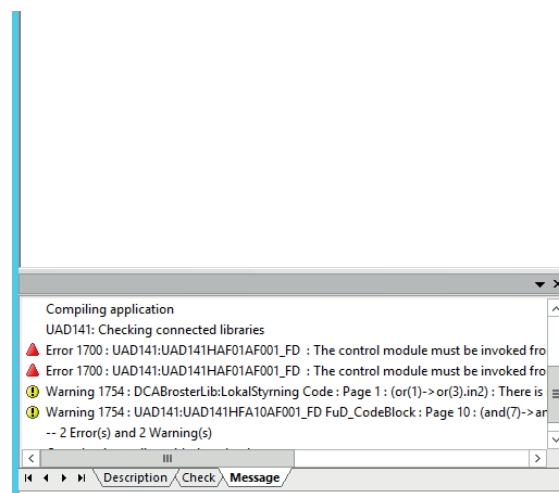 Compiling application
UAD141: Checking connected libraries
Error 1700 : UAD141:UAD141HAF01AF001_FD : The control module must be invoked fro
Error 1700 : UAD141:UAD141HAF01AF001_FD : The control module must be invoked fro
Warning 1754 : DCABrosterLib:LokalStyrning Code : Page 1 : (or(1)->or(3).in2) : There is
Warning 1754 : UAD141:UAD141HFA10AF001_FD FuD_CodeBlock : Page 10 : (and(7)->ar
-- 2 Error(s) and 2 Warning(s)
Description Check Message